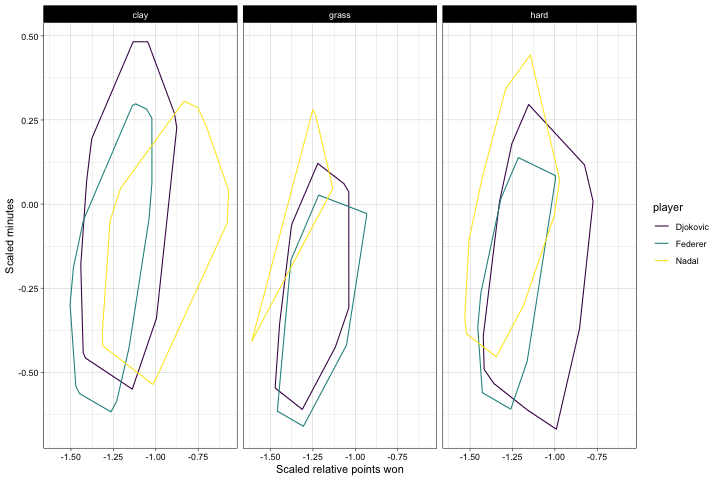 clay
grass
hard
0.50
0.25
0.00
-0.25
-0.50
Scaled minutes
-1.50 -1.25 -1.00 -0.75
-1.50 -1.25 -1.00 -0.75
-1.50 -1.25 -1.00 -0.75
Scaled relative points won
player
Djokovic
Federer
Nadal